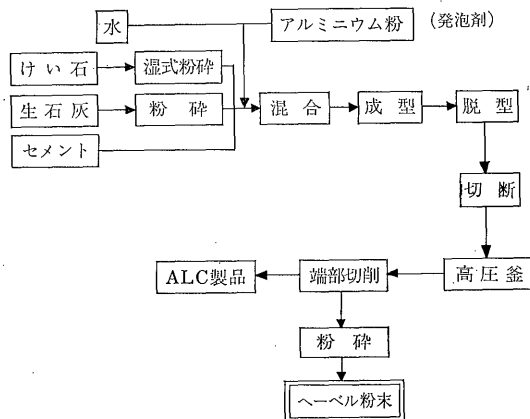 水
アルミニウム粉 (発泡剤)
けい石
湿式粉砕
生石灰
粉砕
混合
成型
脱型
セメント
切断
ALC製品
端部切削
高圧釜
粉砕
ヘーベル粉末